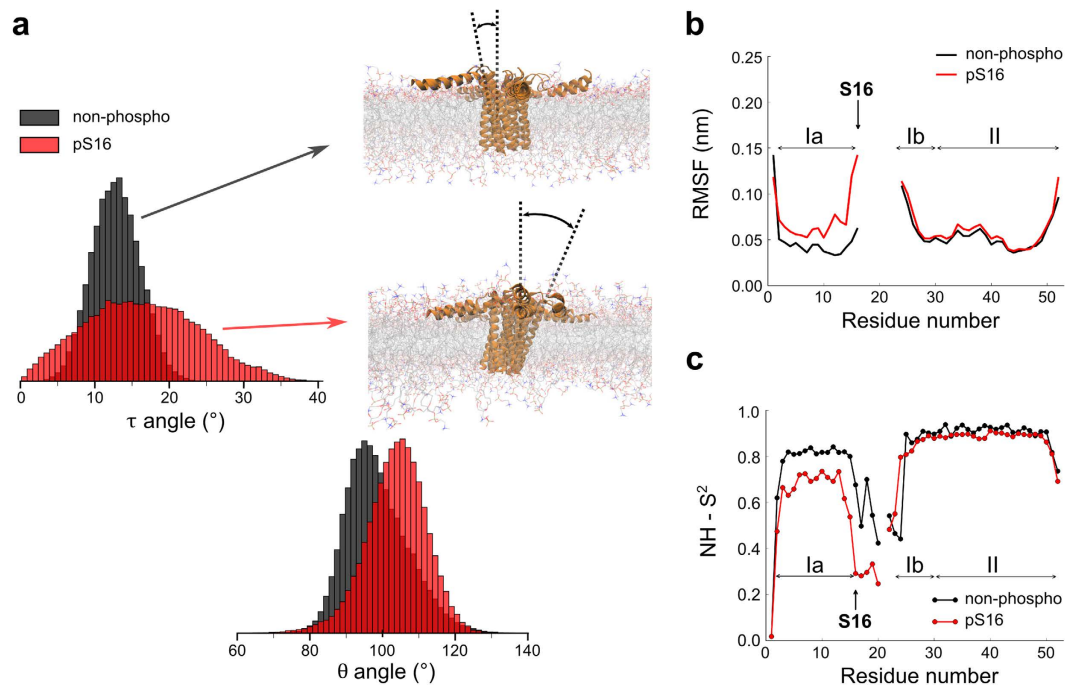 a
non-phospho
pS16
0 10 20 30 40
τ angle (°)
60 80 100 120 140
θ angle (°)
b
non-phospho
pS16
S16
Ia
Ib
II
0.25
0.20
0.15
0.10
0.05
0.00
RMSF (nm)
0 10 20 30 40 50
Residue number
c
1.0
0.8
0.6
0.4
0.2
0.0
NH - S²
Ia
Ib
II
S16
non-phospho
pS16
0 10 20 30 40 50
Residue number